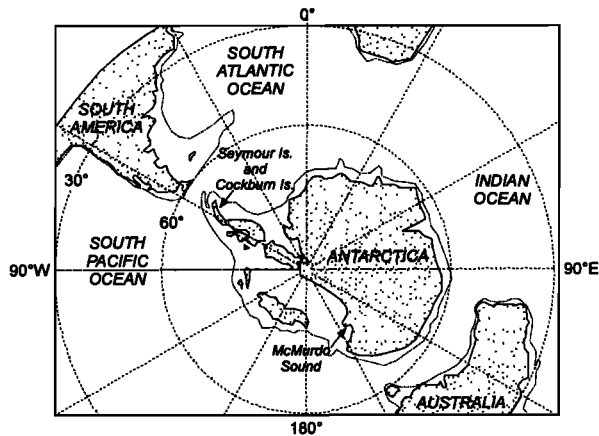 0°
SOUTH
ATLANTIC
OCEAN
SOUTH
AMERICA
Seymour Is.
and
Cockburn Is.
30°
INDIAN
OCEAN
60°
SOUTH
PACIFIC
OCEAN
ANTARCTICA
90°W
90°E
McMurdo
Sound
AUSTRALIA
180°